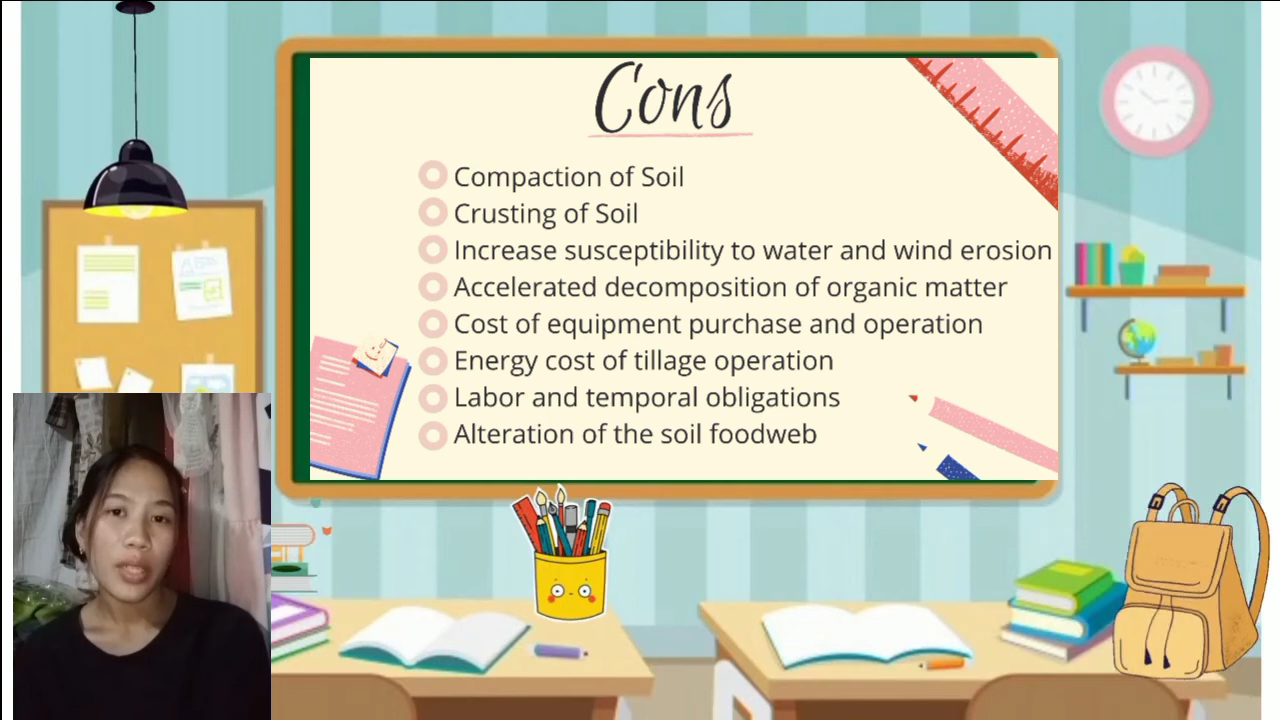 Cons
Compaction of Soil
Crusting of Soil
Increase susceptibility to water and wind erosion
Accelerated decomposition of organic matter
Cost of equipment purchase and operation
Energy cost of tillage operation
Labor and temporal obligations
Alteration of the soil foodweb